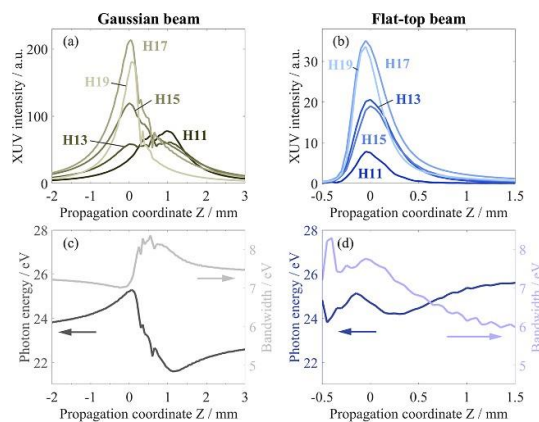 Gaussian beam
Flat-top beam
(a)
H17
H19
H15
H13
H11
XUV intensity / a.u.
200
100
0
-2 -1 0 1 2 3
Propagation coordinate Z / mm
(b)
H17
H19
H13
H15
H11
XUV intensity / a.u.
30
20
10
0
-0.5 0 0.5 1 1.5
Propagation coordinate Z / mm
(c)
Photon energy / eV
28
26
24
22
Bandwidth / eV
8
7
6
5
-2 -1 0 1 2 3
Propagation coordinate Z / mm
(d)
Photon energy / eV
28
26
24
22
Bandwidth / eV
8
7
6
5
-0.5 0 0.5 1 1.5
Propagation coordinate Z / mm